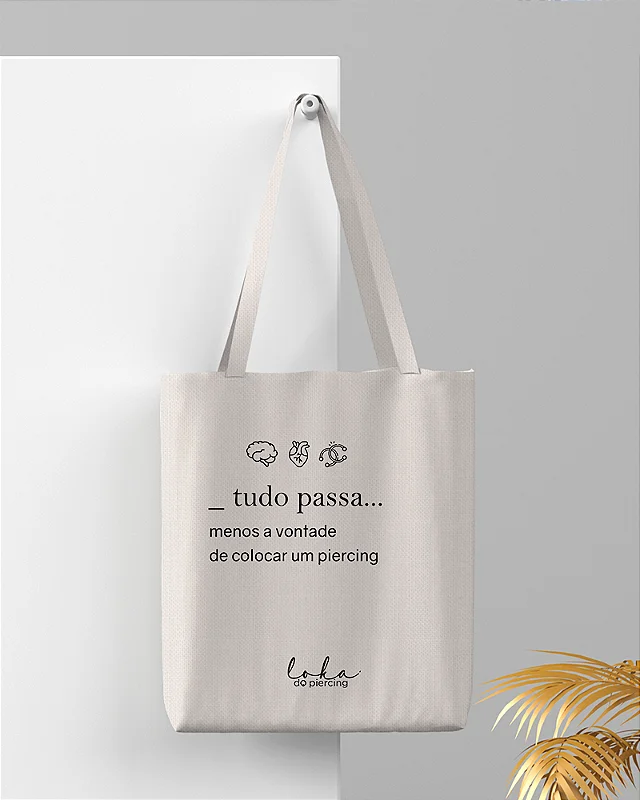 _ tudo passa...
menos a vontade
de colocar um piercing
loka
do piercing